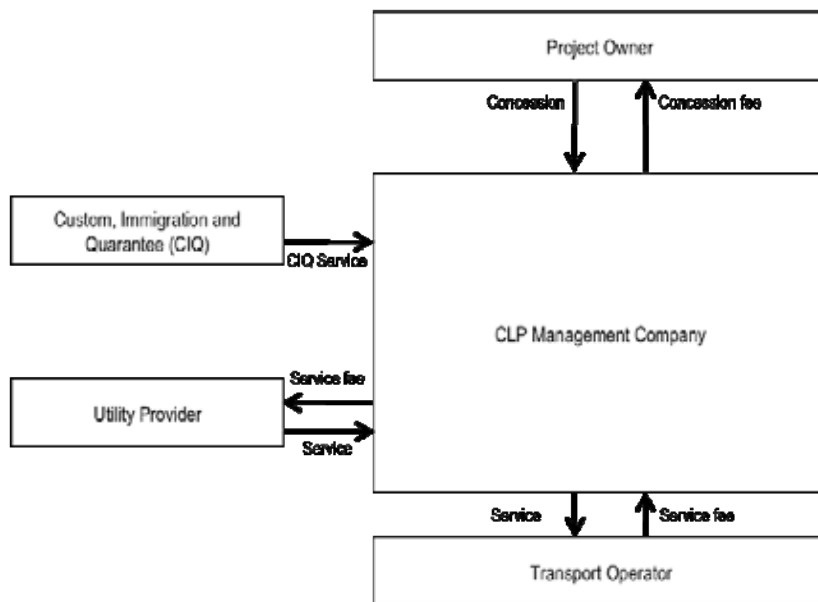 Project Owner
Concession
Concession fee
Custom, Immigration and
Quarantee (CIQ)
CIQ Service
CLP Management Company
Service fee
Utility Provider
Service
Service
Service fee
Transport Operator